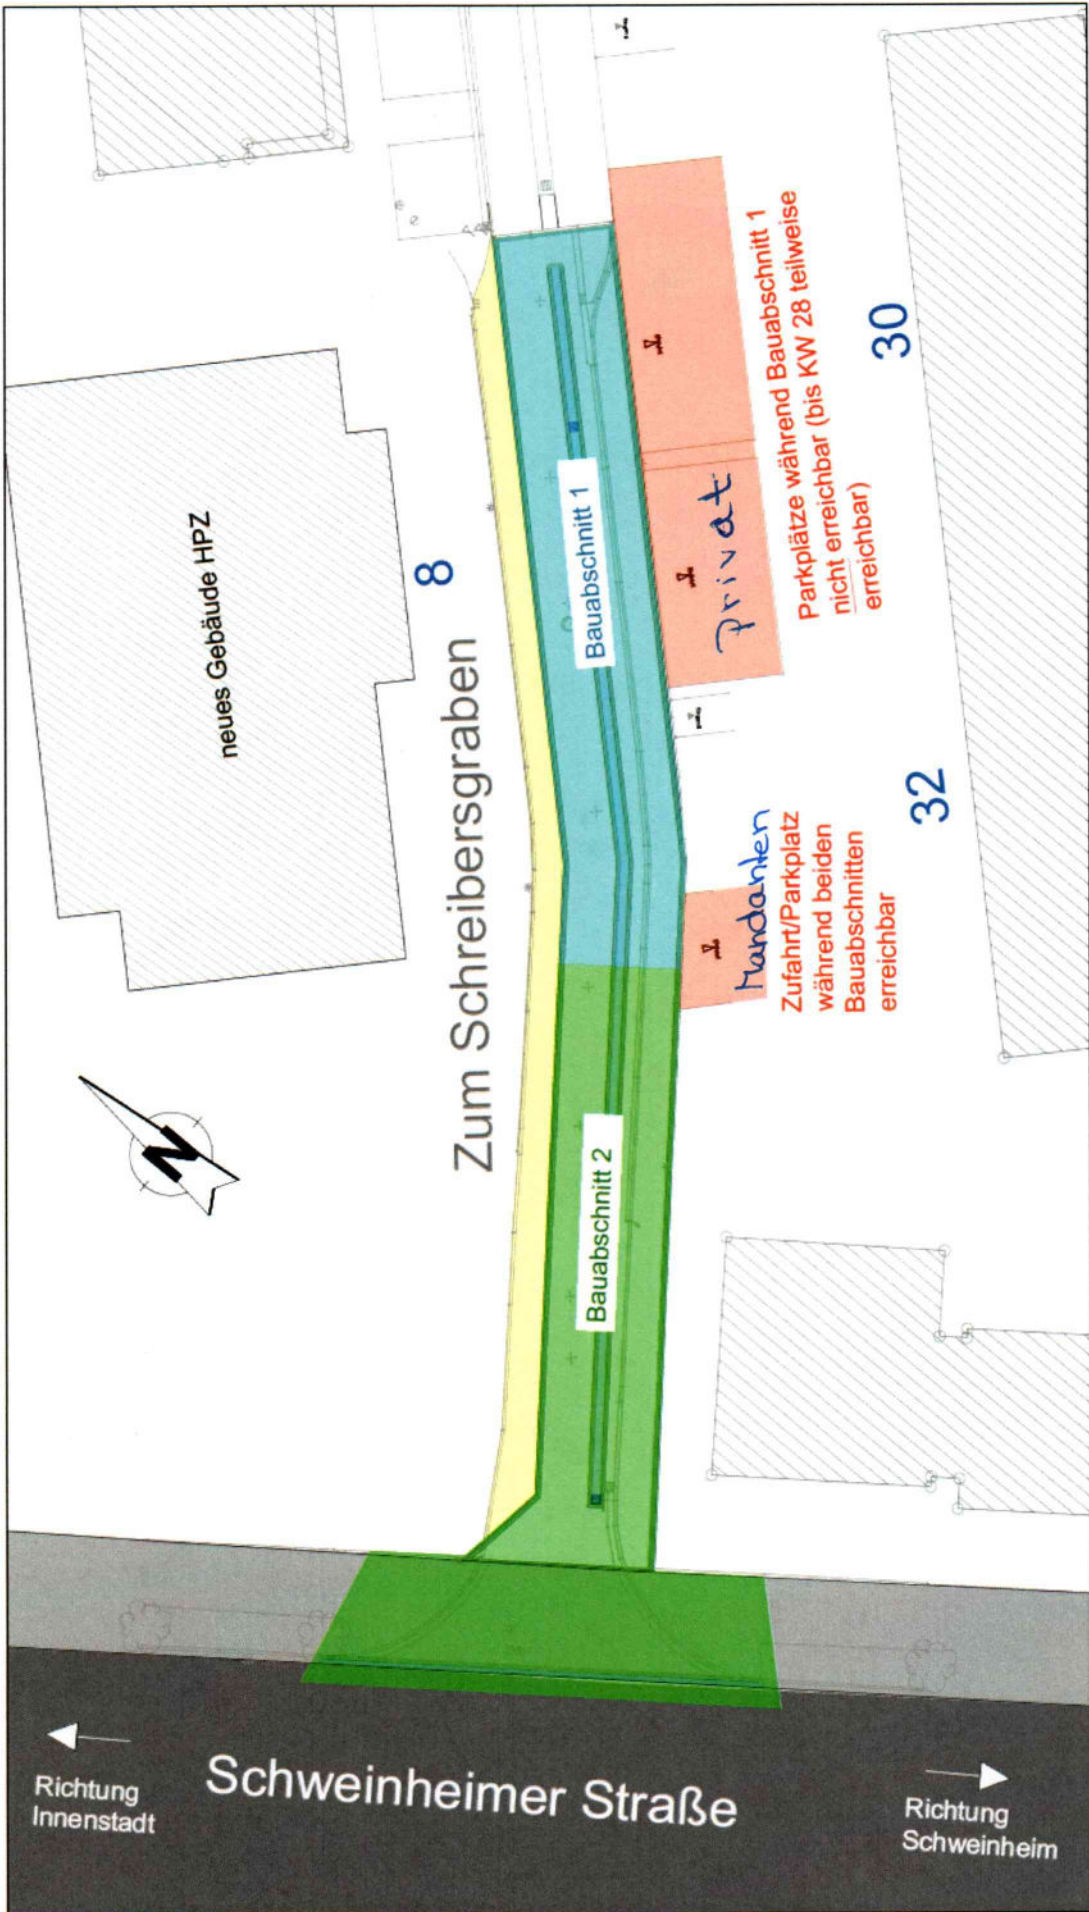 neues Gebäude HPZ
8
Zum Schreibersgraben
Bauabschnitt 1
Privat
Parkplätze während Bauabschnitt 1
nicht erreichbar (bis KW 28 teilweise
erreichbar)
30
32
Mandanten
Zufahrt/Parkplatz
während beiden
Bauabschnitten
erreichbar
N
Bauabschnitt 2
Schweinheimer Straße
Richtung
Innenstadt
Richtung
Schweinheim